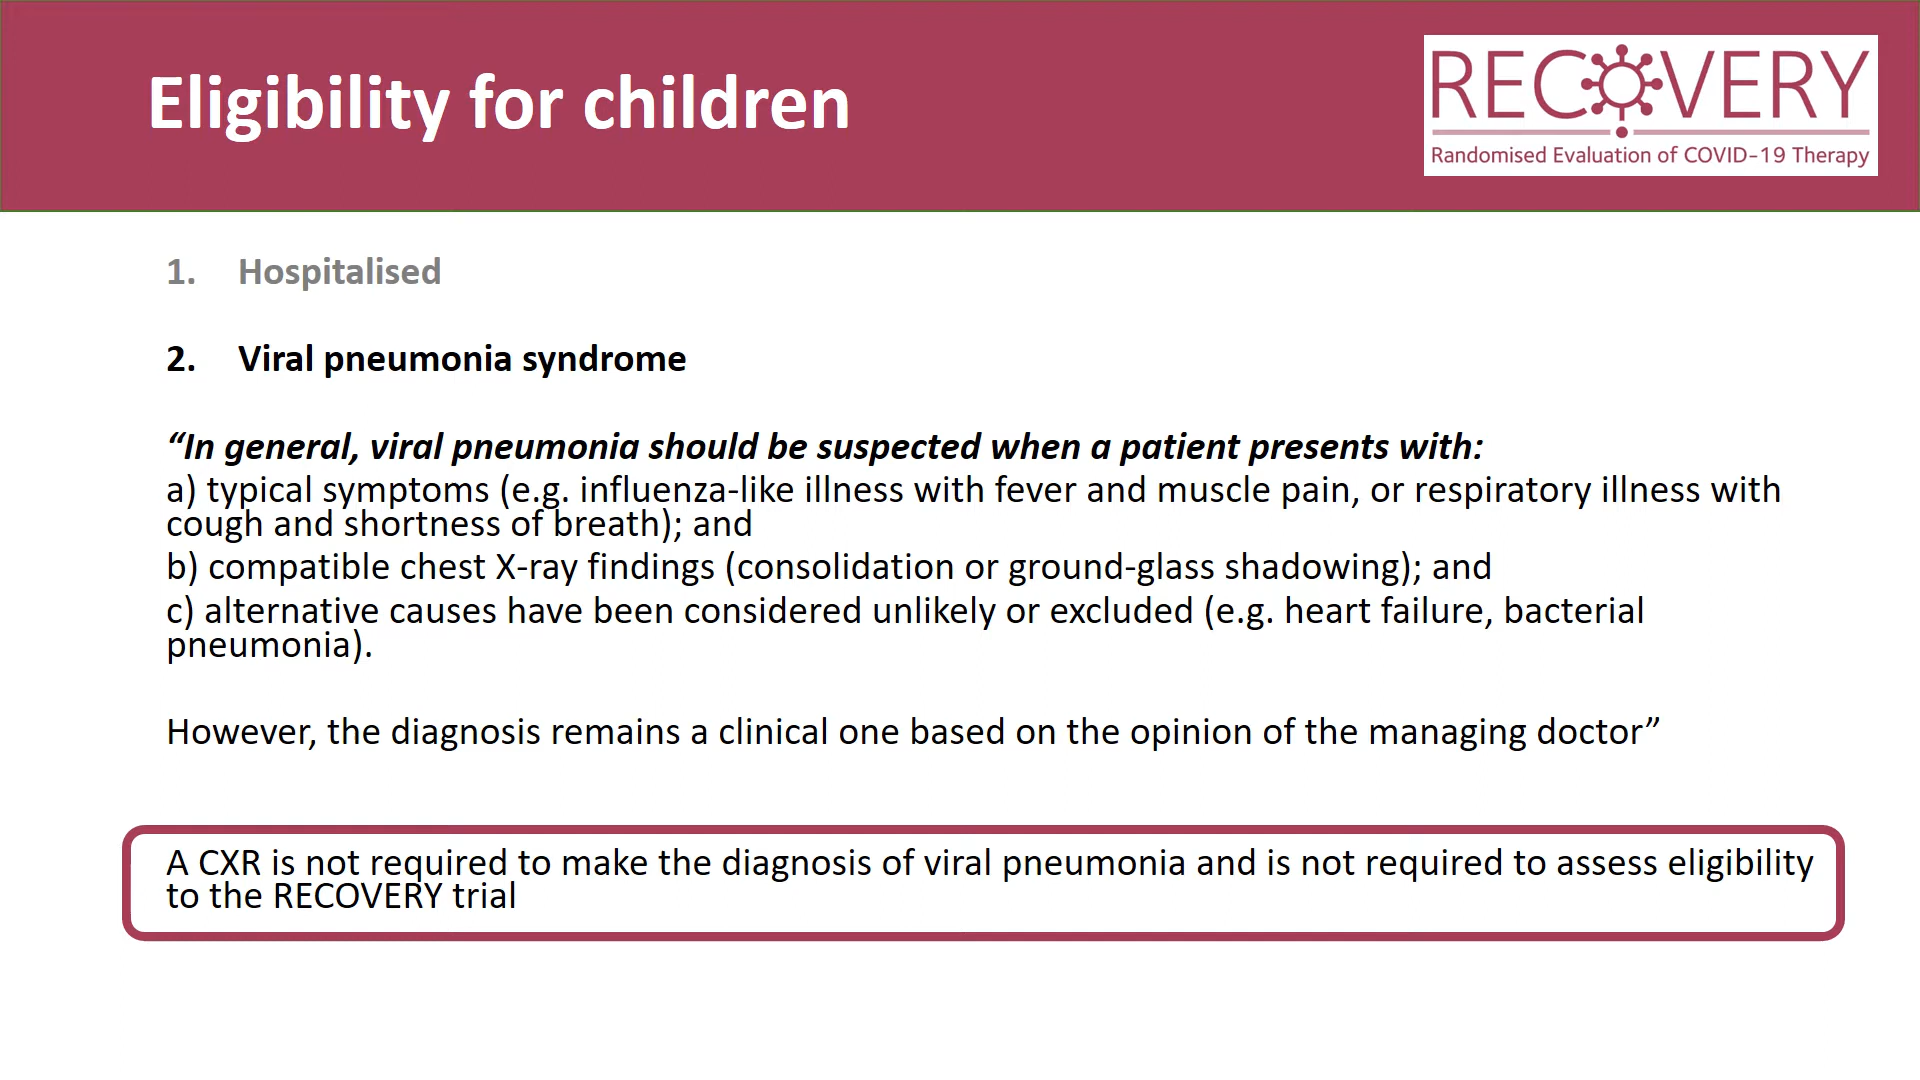 Eligibility for children
RECOVERY
Randomised Evaluation of COVID-19 Therapy
1. Hospitalised
2. Viral pneumonia syndrome
“In general, viral pneumonia should be suspected when a patient presents with:
a) typical symptoms (e.g. influenza-like illness with fever and muscle pain, or respiratory illness with
cough and shortness of breath); and
b) compatible chest X-ray findings (consolidation or ground-glass shadowing); and
c) alternative causes have been considered unlikely or excluded (e.g. heart failure, bacterial
pneumonia).
However, the diagnosis remains a clinical one based on the opinion of the managing doctor”
A CXR is not required to make the diagnosis of viral pneumonia and is not required to assess eligibility
to the RECOVERY trial